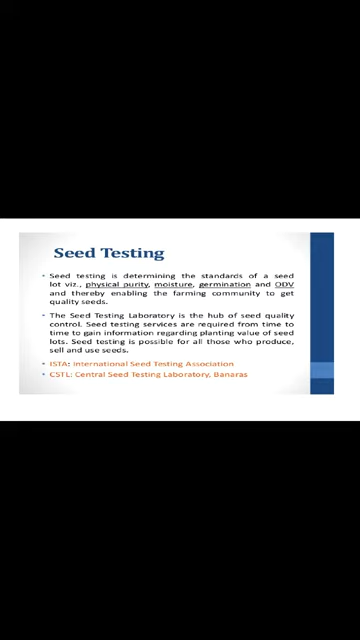 Seed Testing
• Seed testing is determining the standards of a seed
lot viz., physical purity, moisture, germination and ODV
and thereby enabling the farming community to get
quality seeds.
• The Seed Testing Laboratory is the hub of seed quality
control. Seed testing services are required from time to
time to gain information regarding planting value of seed
lots. Seed testing is possible for all those who produce,
sell and use seeds.
• ISTA: International Seed Testing Association
• CSTL: Central Seed Testing Laboratory, Banaras